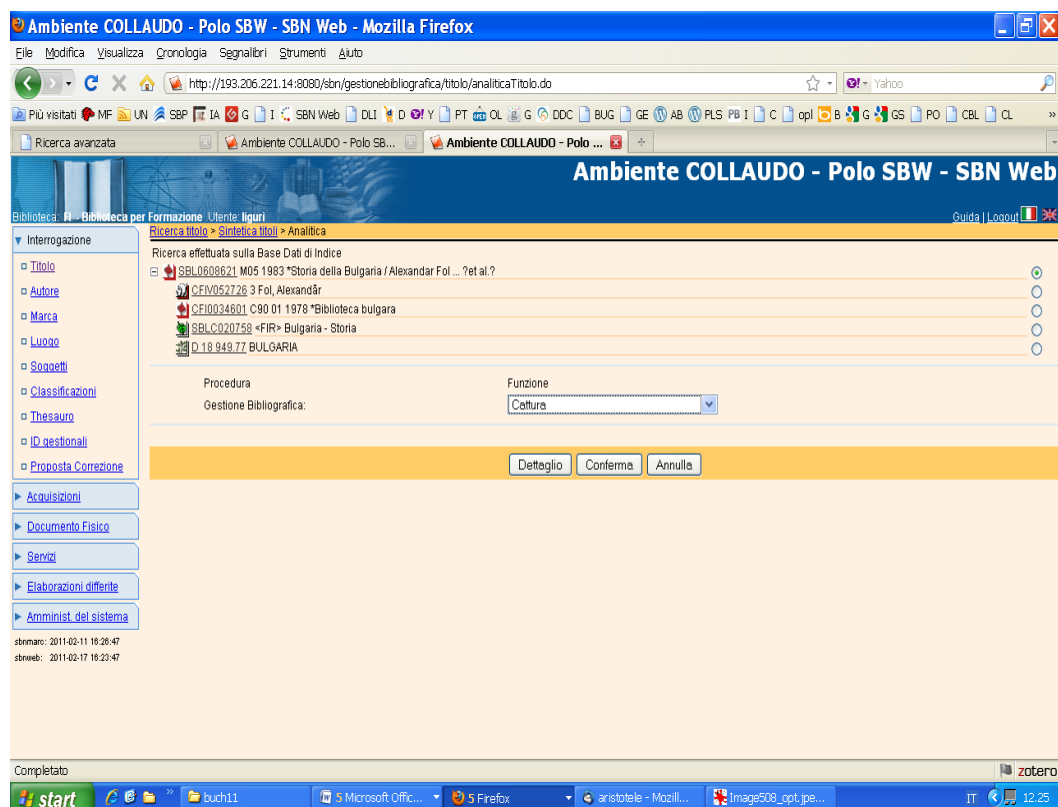 Ambiente COLLAUDO - Polo SBW - SBN Web - Mozilla Firefox
File Modifica Visualizza Cronologia Segnalibri Strumenti Aiuto
http://193.206.221.14:8080/sbn/gestionebibliografica/titolo/analiticaTitolo.do Yahoo
Più visitati MF UN SBP IA G I SBN Web DLI D Y PT OL G DDC BUG GE AB PLS PB I C opl B G GS PO CBL CL »
Ricerca avanzata Ambiente COLLAUDO - Polo SB... Ambiente COLLAUDO - Polo ...
Ambiente COLLAUDO - Polo SBW - SBN Web
Biblioteca: FI - Biblioteca per Formazione Utente: liguri Guida | Logout
Interrogazione
Titolo
Autore
Marca
Luogo
Soggetti
Classificazioni
Thesauro
ID gestionali
Proposta Correzione
Acquisizioni
Documento Fisico
Servizi
Elaborazioni differite
Amminist. del sistema
sbnmarc: 2011-02-11 16:26:47
sbnweb: 2011-02-17 16:23:47
Ricerca titolo > Sintetica titoli > Analitica
Ricerca effettuata sulla Base Dati di Indice
SBL0608621 M05 1983 *Storia della Bulgaria / Alexandar Fol ... ?et al.?
CFIV052726 3 Fol, Alexandǎr
CFI0034601 C90 01 1978 *Biblioteca bulgara
SBLC020758 <FIR> Bulgaria - Storia
D 18 949.77 BULGARIA
Procedura Funzione
Gestione Bibliografica: Cattura
Dettaglio Conferma Annulla
Completato zotero
start » buch11 5 Microsoft Offic... 5 Firefox aristotele - Mozill... Image508_opt.jpe... IT 12.25